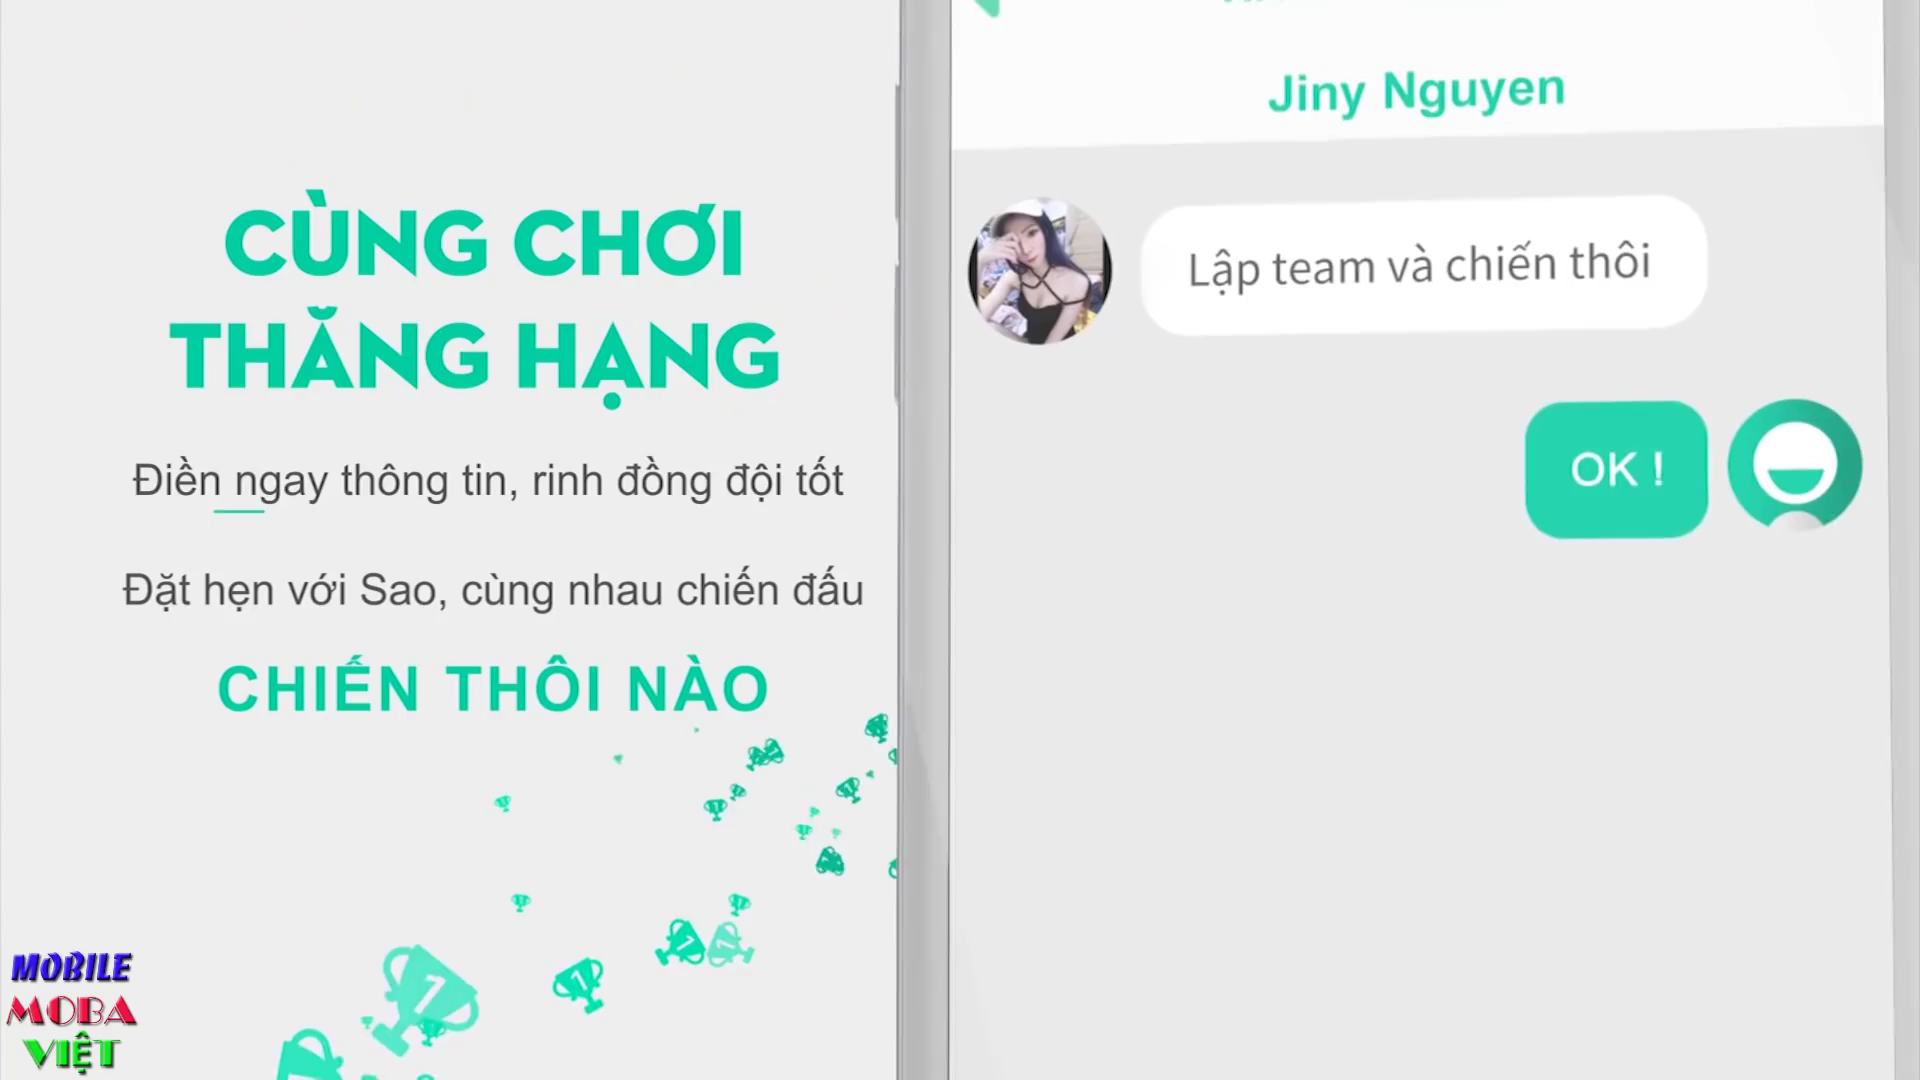 CÙNG CHƠI
THĂNG HẠNG
Điền ngay thông tin, rinh đồng đội tốt
Đặt hẹn với Sao, cùng nhau chiến đấu
CHIẾN THÔI NÀO
MOBILE
MOBA
VIỆT
Jiny Nguyen
Lập team và chiến thôi
OK !